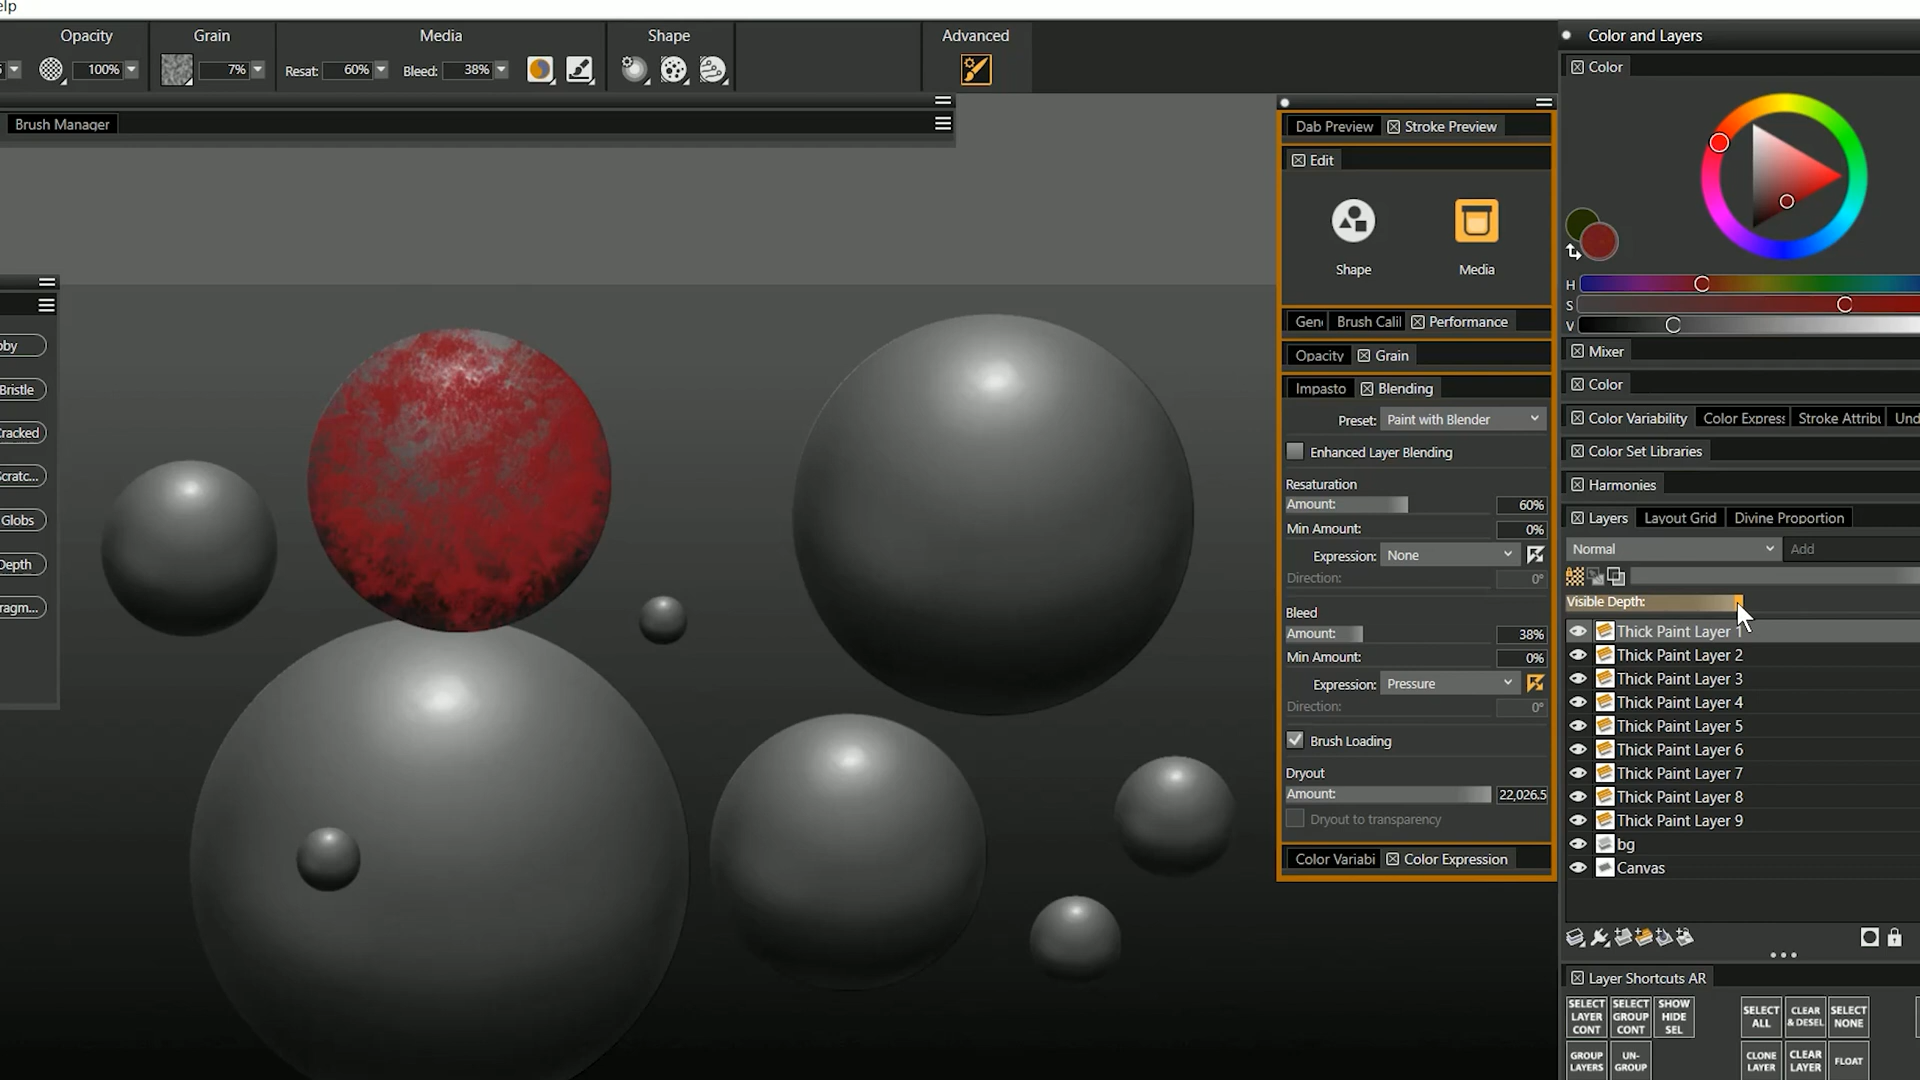 elp
Opacity Grain Media Shape Advanced
100% 7% Resat: 60% Bleed: 38%
Color and Layers
Color
Brush Manager
Dab Preview Stroke Preview
Edit
Shape Media
H
S
V
Gen Brush Cali Performance
Mixer
Opacity Grain
Color
Impasto Blending
Preset: Paint with Blender
Color Variability Color Express Stroke Attribu Und
Enhanced Layer Blending
Color Set Libraries
Resaturation
Harmonies
Amount: 60%
Layers Layout Grid Divine Proportion
Min Amount: 0%
Normal Add
Expression: None
Direction: 0°
Visible Depth:
Bleed
Amount: 38%
Thick Paint Layer 1
Min Amount: 0%
Thick Paint Layer 2
Expression: Pressure
Thick Paint Layer 3
Direction: 0°
Thick Paint Layer 4
Brush Loading
Thick Paint Layer 5
Thick Paint Layer 6
Dryout
Thick Paint Layer 7
Amount: 22,026.5
Thick Paint Layer 8
Dryout to transparency
Thick Paint Layer 9
bg
Color Variabi Color Expression
Canvas
by
Bristle
racked
cratc...
Globs
Depth
ragm...
Layer Shortcuts AR
SELECT LAYER CONT
SELECT GROUP CONT
SHOW HIDE SEL
SELECT ALL
CLEAR & DESEL
SELECT NONE
GROUP LAYERS
UN-GROUP
CLONE LAYER
CLEAR LAYER
FLOAT